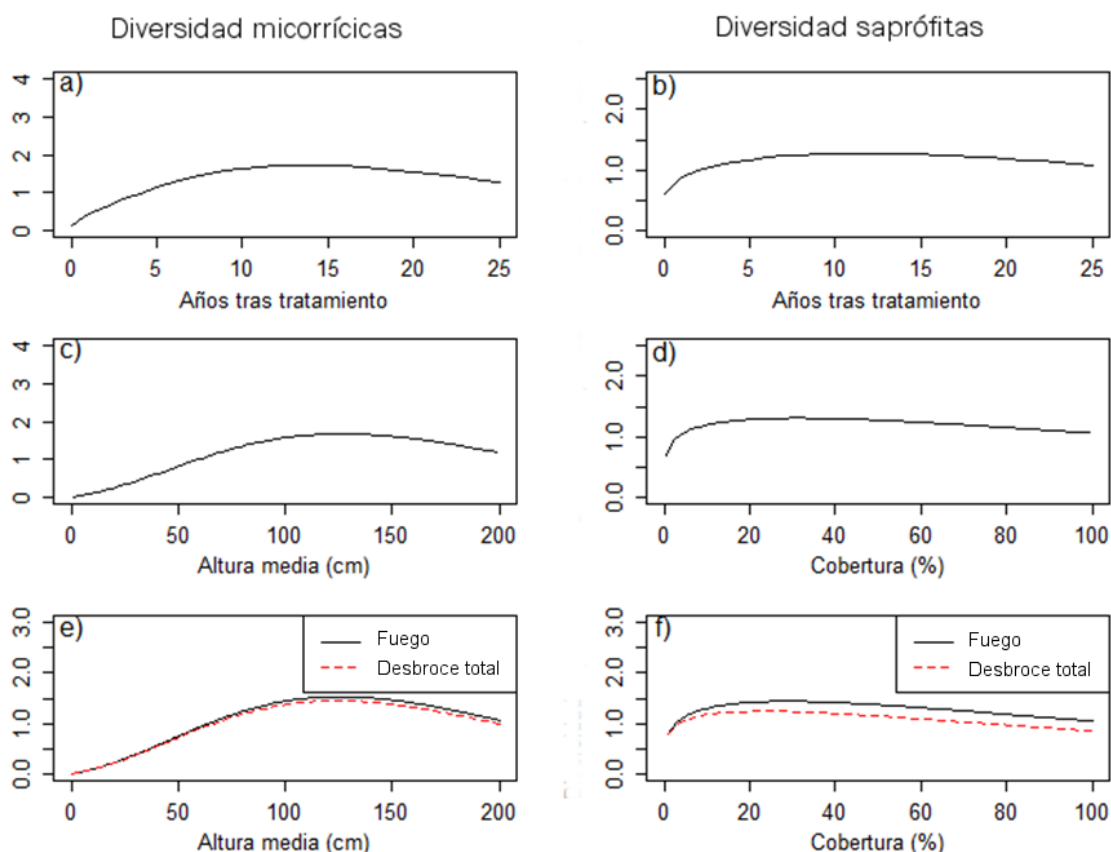 Diversidad micorrícicas
Diversidad saprófitas
a)
4
3
2
1
0
0 5 10 15 20 25
Años tras tratamiento
b)
2.0
1.0
0.0
0 5 10 15 20 25
Años tras tratamiento
c)
4
3
2
1
0
0 50 100 150 200
Altura media (cm)
d)
2.0
1.0
0.0
0 20 40 60 80 100
Cobertura (%)
e)
Fuego
Desbroce total
3.0
2.0
1.0
0.0
0 50 100 150 200
Altura media (cm)
f)
Fuego
Desbroce total
3.0
2.0
1.0
0.0
0 20 40 60 80 100
Cobertura (%)